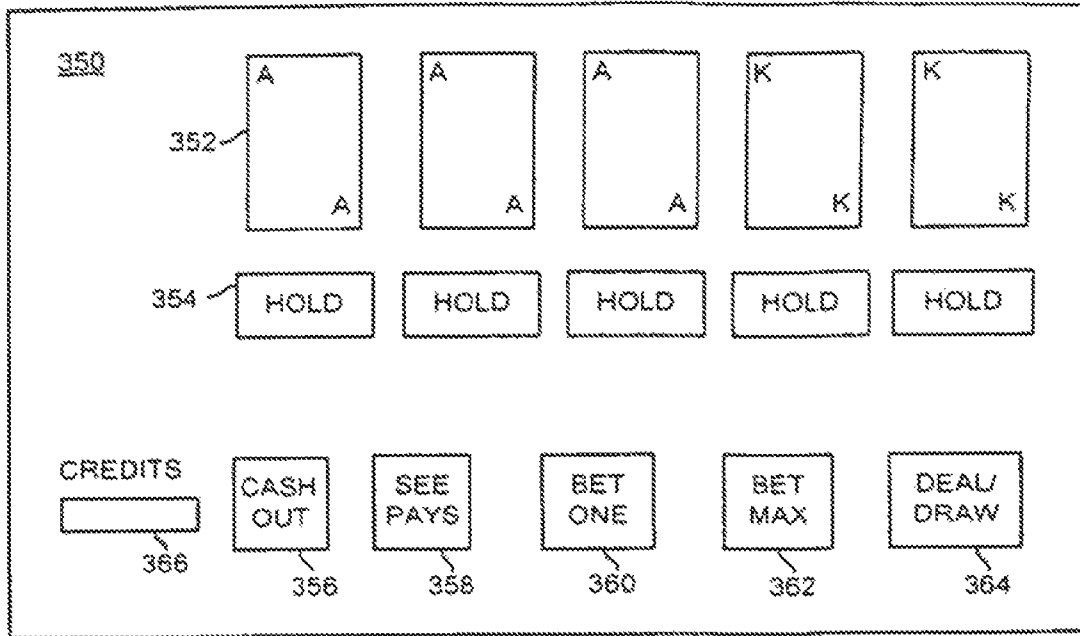 350
A A A K K
352
A A A K K
354
HOLD HOLD HOLD HOLD HOLD
CREDITS
366
CASH
OUT
356
SEE
PAYS
358
BET
ONE
360
BET
MAX
362
DEAL/
DRAW
364